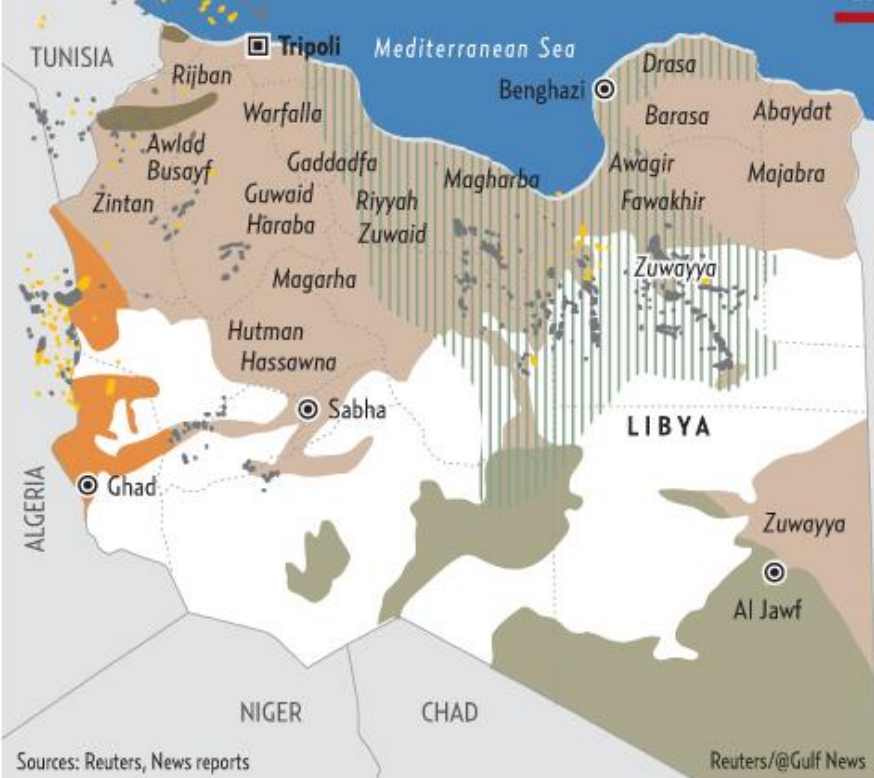 TUNISIA
Tripoli
Mediterranean Sea
Rijban
Benghazi
Drasa
Warfalla
Barasa
Abaydat
Awlad
Busayf
Gaddadfa
Magharba
Awagir
Majabra
Zintan
Guwaid
Haraba
Riyyah
Zuwaid
Fawakhir
Magarha
Zuwayya
Hutman
Hassawna
Sabha
LIBYA
ALGERIA
Ghad
Zuwayya
Al Jawf
NIGER
CHAD
Sources: Reuters, News reports
Reuters/@Gulf News